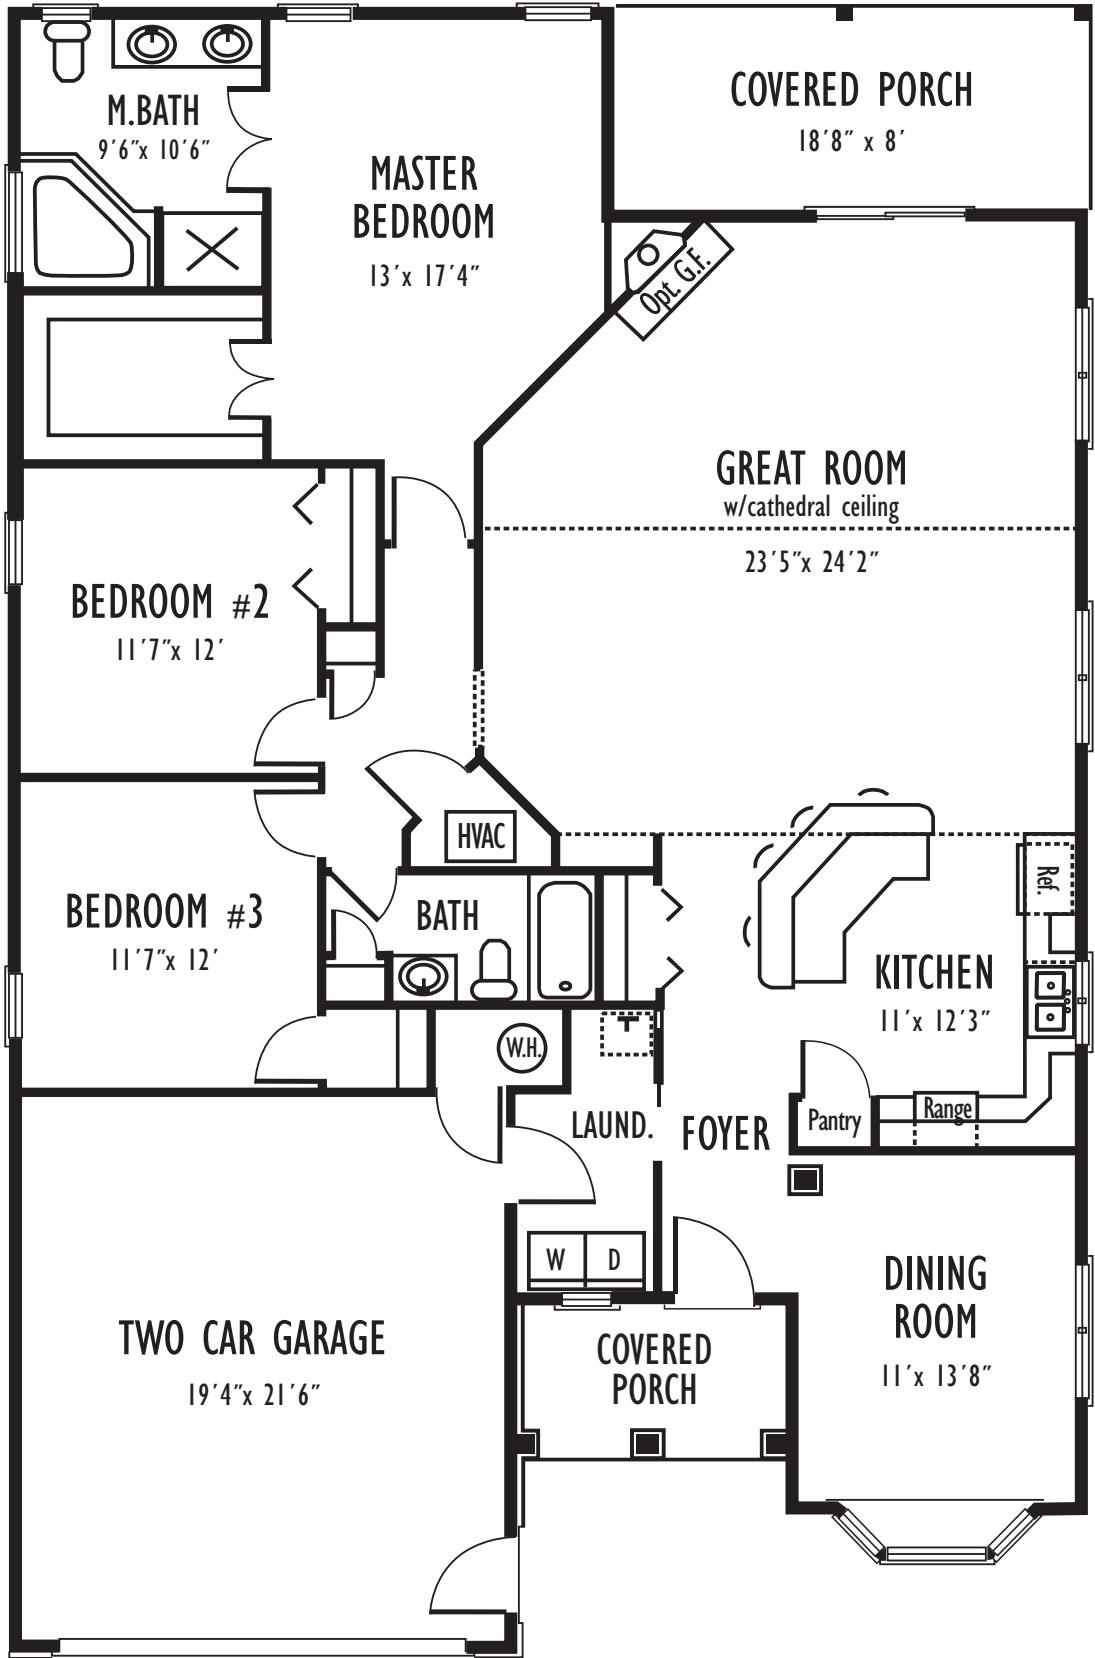 COVERED PORCH
18'8" x 8'
M.BATH
9'6"x 10'6"
MASTER
BEDROOM
13'x 17'4"
Opt. G.F.
GREAT ROOM
w/cathedral ceiling
23'5"x 24'2"
BEDROOM #2
11'7"x 12'
HVAC
BEDROOM #3
11'7"x 12'
BATH
Ref.
KITCHEN
11'x 12'3"
W.H.
LAUND.
FOYER
Pantry
Range
W D
DINING
ROOM
11'x 13'8"
TWO CAR GARAGE
19'4"x 21'6"
COVERED
PORCH